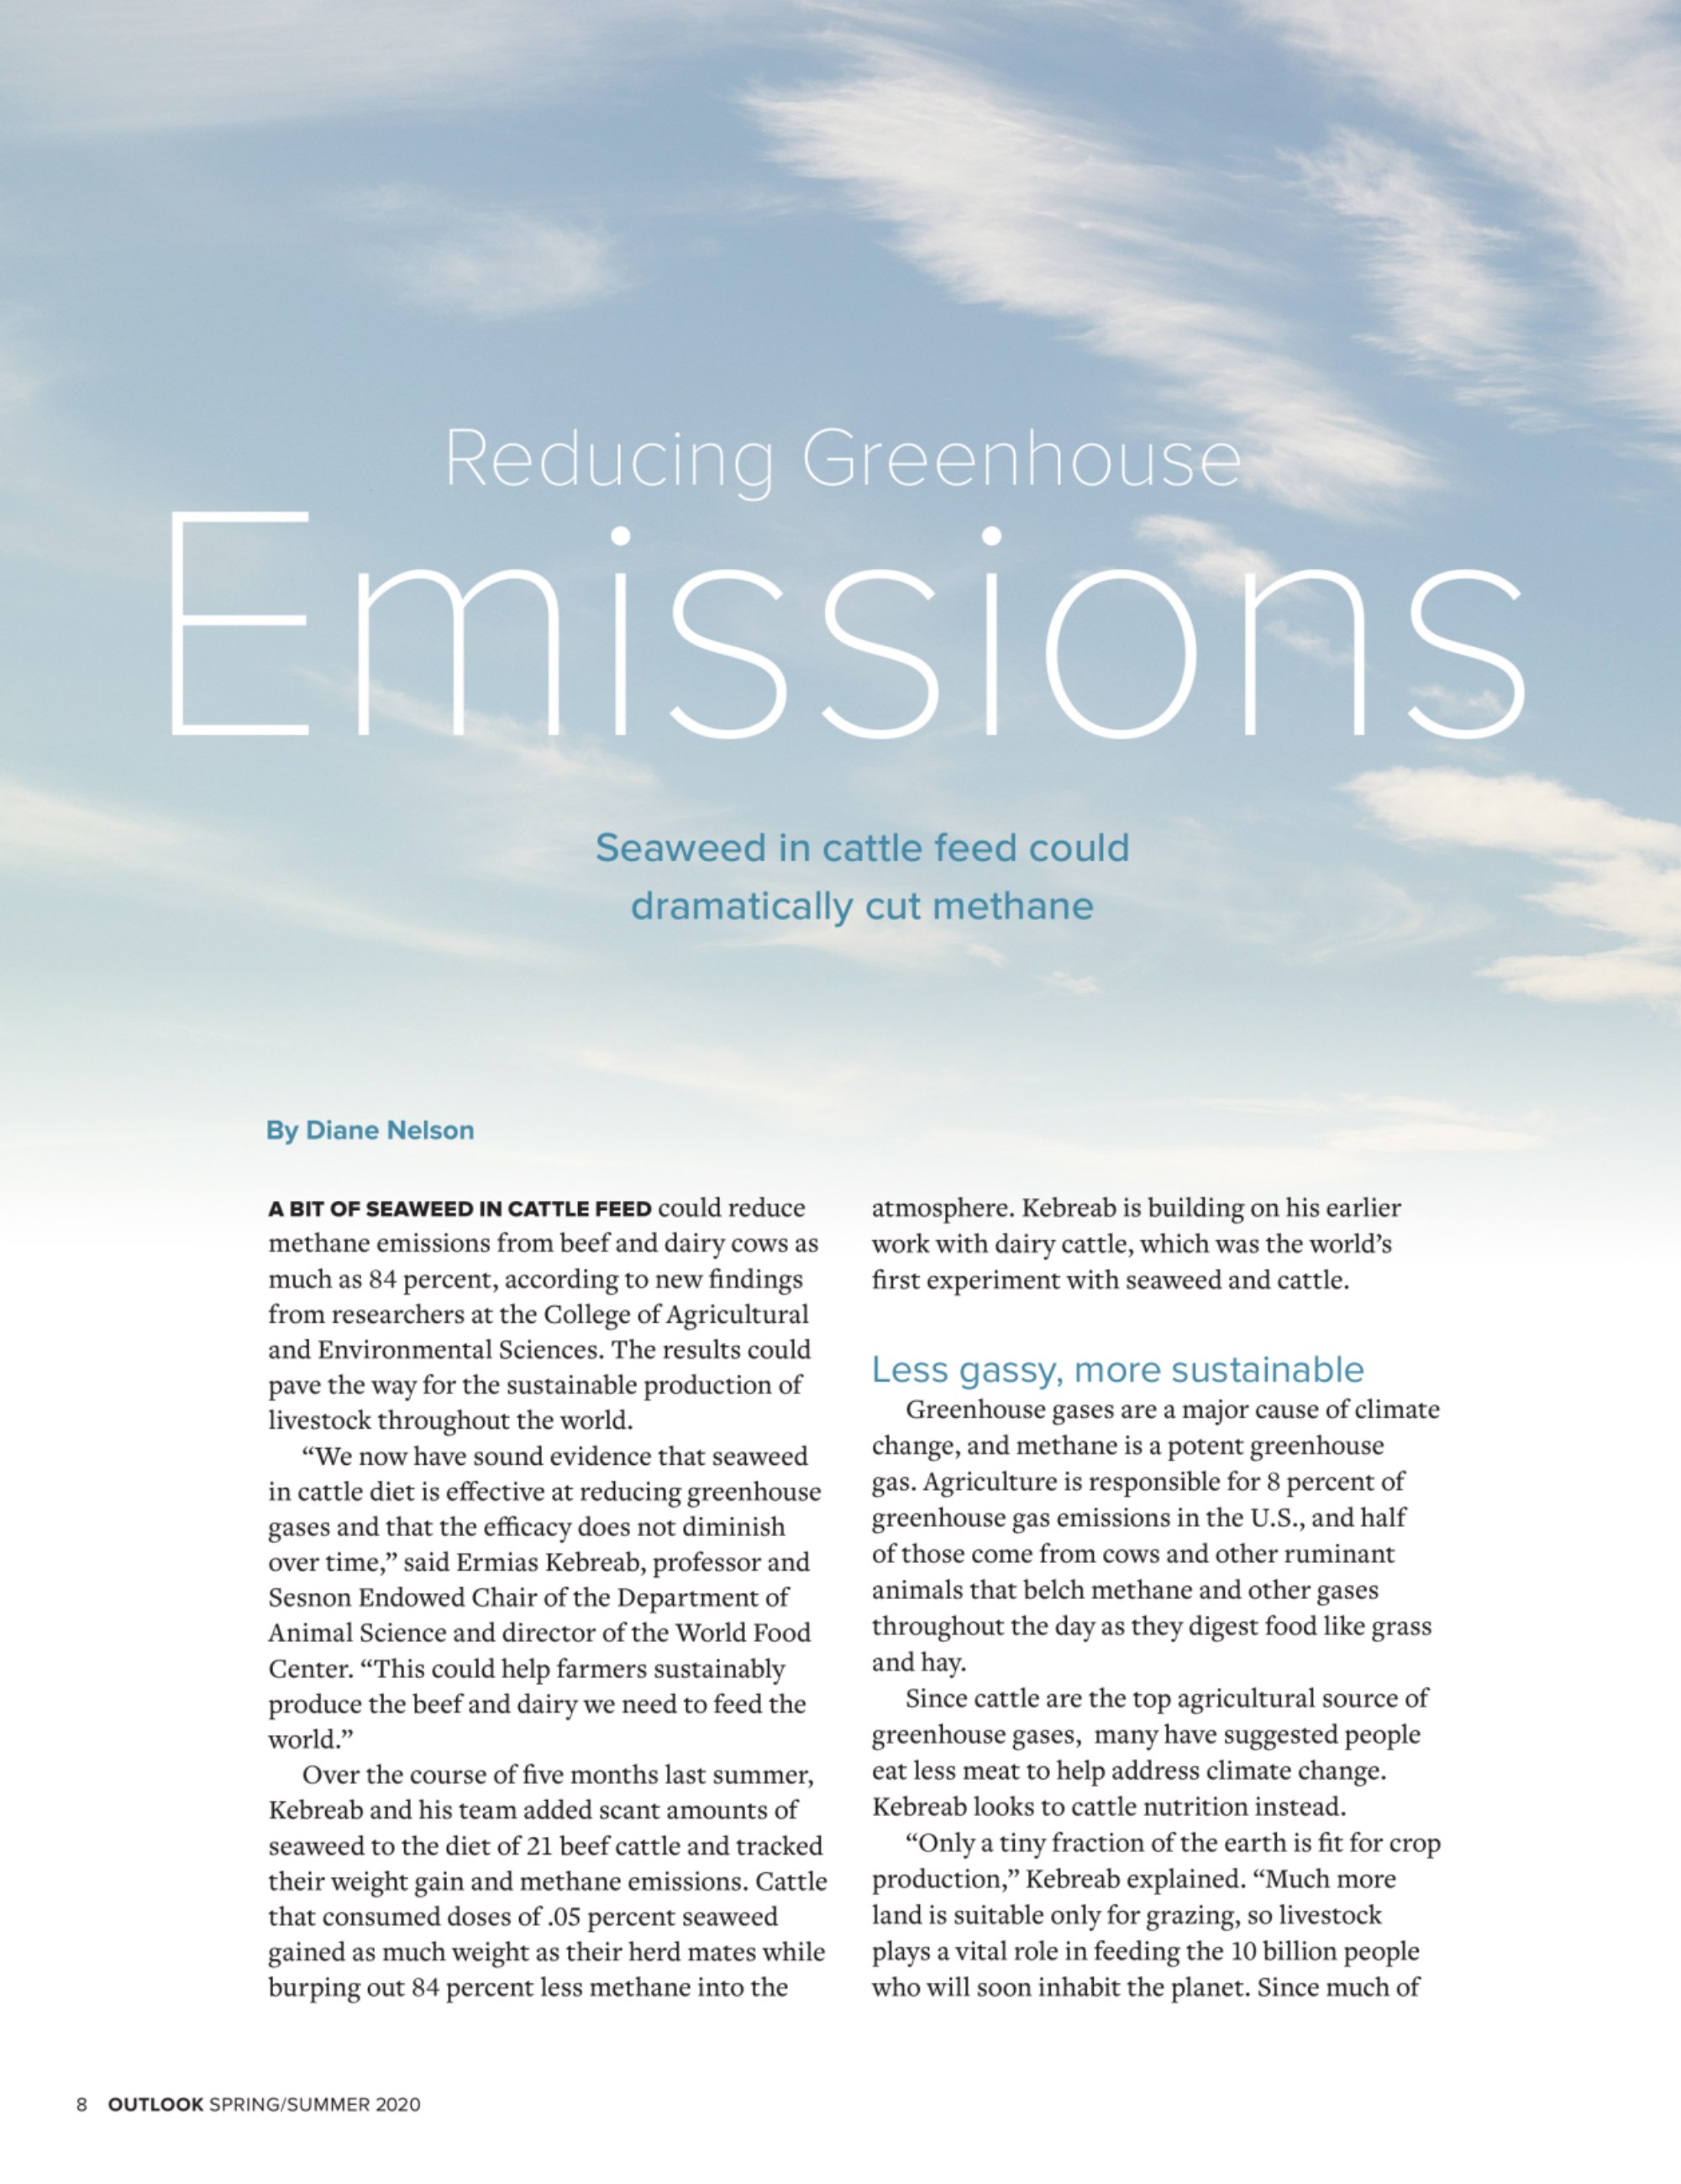 Reducing Greenhouse
Emissions
Seaweed in cattle feed could
dramatically cut methane
By Diane Nelson
A BIT OF SEAWEED IN CATTLE FEED could reduce
methane emissions from beef and dairy cows as
much as 84 percent, according to new findings
from researchers at the College of Agricultural
and Environmental Sciences. The results could
pave the way for the sustainable production of
livestock throughout the world.
“We now have sound evidence that seaweed
in cattle diet is effective at reducing greenhouse
gases and that the efficacy does not diminish
over time,” said Ermias Kebreab, professor and
Sesnon Endowed Chair of the Department of
Animal Science and director of the World Food
Center. “This could help farmers sustainably
produce the beef and dairy we need to feed the
world.”
Over the course of five months last summer,
Kebreab and his team added scant amounts of
seaweed to the diet of 21 beef cattle and tracked
their weight gain and methane emissions. Cattle
that consumed doses of .05 percent seaweed
gained as much weight as their herd mates while
burping out 84 percent less methane into the
atmosphere. Kebreab is building on his earlier
work with dairy cattle, which was the world’s
first experiment with seaweed and cattle.
Less gassy, more sustainable
Greenhouse gases are a major cause of climate
change, and methane is a potent greenhouse
gas. Agriculture is responsible for 8 percent of
greenhouse gas emissions in the U.S., and half
of those come from cows and other ruminant
animals that belch methane and other gases
throughout the day as they digest food like grass
and hay.
Since cattle are the top agricultural source of
greenhouse gases, many have suggested people
eat less meat to help address climate change.
Kebreab looks to cattle nutrition instead.
“Only a tiny fraction of the earth is fit for crop
production,” Kebreab explained. “Much more
land is suitable only for grazing, so livestock
plays a vital role in feeding the 10 billion people
who will soon inhabit the planet. Since much of
8 OUTLOOK SPRING/SUMMER 2020